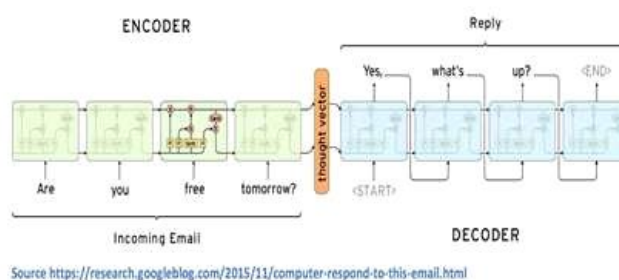 ENCODER
Reply
Yes, what's up? <END>
thought vector
Are you free tomorrow? <START>
Incoming Email
DECODER
Source https://research.googleblog.com/2015/11/computer-respond-to-this-email.html